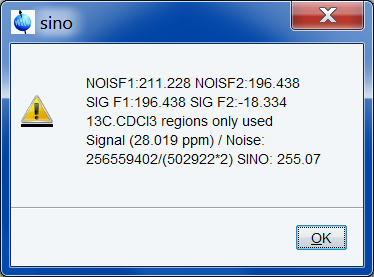 sino
NOISF1:211.228 NOISF2:196.438
SIG F1:196.438 SIG F2:-18.334
13C.CDCl3 regions only used
Signal (28.019 ppm) / Noise:
256559402/(502922*2) SINO: 255.07
OK